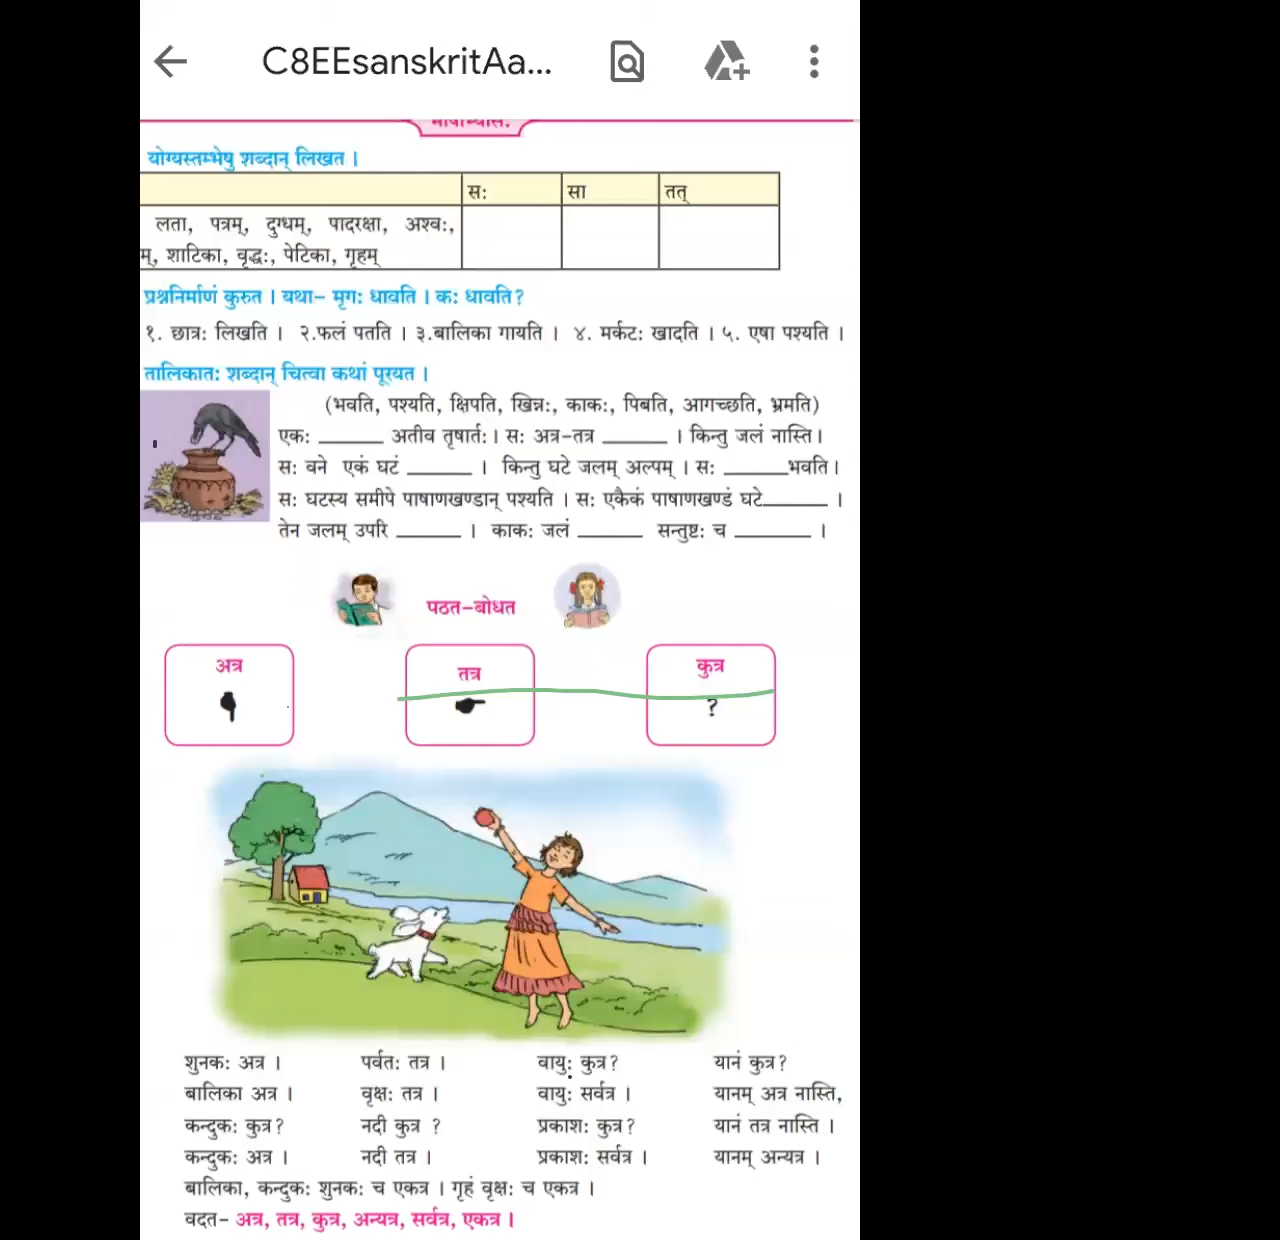 C8EEsanskritAa...
भाषाभ्यासः
योग्यस्तम्भेषु शब्दान् लिखत ।
सः सा तत्
लता, पत्रम्, दुग्धम्, पादरक्षा, अश्वः,
म्, शाटिका, वृद्धः, पेटिका, गृहम्
प्रश्ननिर्माणं कुरुत । यथा- मृगः धावति । कः धावति?
१. छात्रः लिखति । २.फलं पतति । ३.बालिका गायति । ४. मर्कटः खादति । ५. एषा पश्यति ।
तालिकातः शब्दान् चित्वा कथां पूरयत ।
(भवति, पश्यति, क्षिपति, खिन्नः, काकः, पिबति, आगच्छति, भ्रमति)
एकः ______ अतीव तृषार्तः। सः अत्र-तत्र ______ । किन्तु जलं नास्ति।
सः वने एकं घटं ______ । किन्तु घटे जलम् अल्पम् । सः ______भवति।
सः घटस्य समीपे पाषाणखण्डान् पश्यति । सः एकैकं पाषाणखण्डं घटे______ ।
तेन जलम् उपरि ______ । काकः जलं ______ सन्तुष्टः च ______ ।
पठत-बोधत
अत्र तत्र कुत्र
?
शुनकः अत्र । पर्वतः तत्र । वायुः कुत्र? यानं कुत्र?
बालिका अत्र । वृक्षः तत्र । वायुः सर्वत्र । यानम् अत्र नास्ति,
कन्दुकः कुत्र? नदी कुत्र ? प्रकाशः कुत्र? यानं तत्र नास्ति ।
कन्दुकः अत्र । नदी तत्र । प्रकाशः सर्वत्र । यानम् अन्यत्र ।
बालिका, कन्दुकः शुनकः च एकत्र । गृहं वृक्षः च एकत्र ।
वदत- अत्र, तत्र, कुत्र, अन्यत्र, सर्वत्र, एकत्र ।